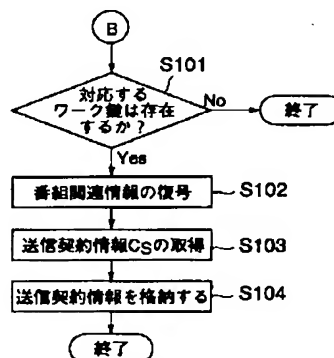 B
S101
対応する
ワーク鍵は存在
するか？
No
終了
Yes
番組関連情報の復号
S102
送信契約情報CSの取得
S103
送信契約情報を格納する
S104
終了